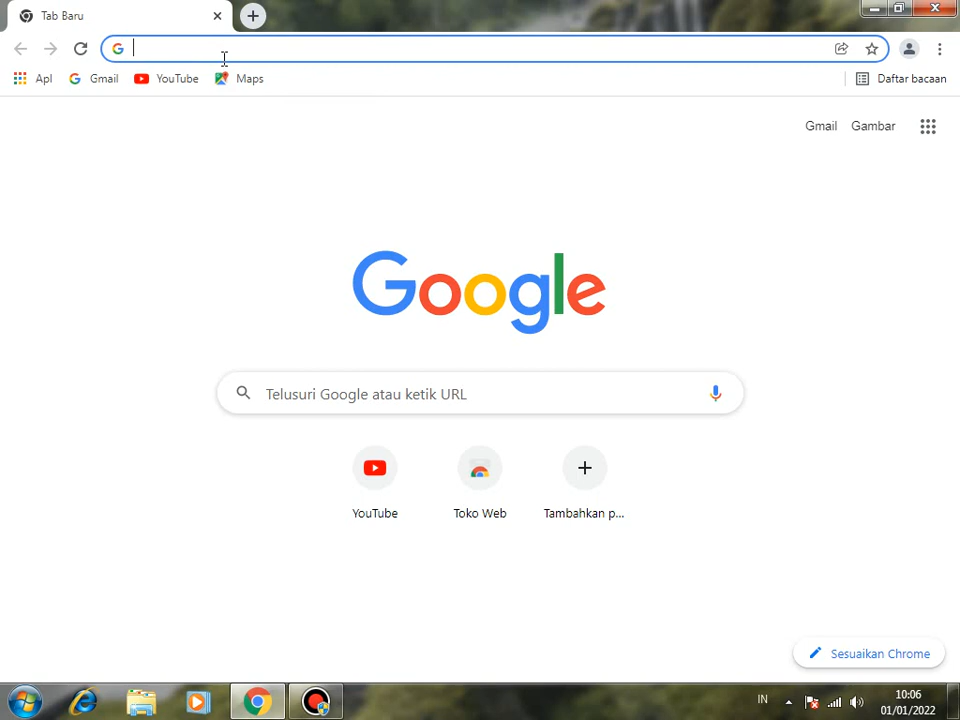 Tab Baru
Apl Gmail YouTube Maps Daftar bacaan
Gmail Gambar
Google
Telusuri Google atau ketik URL
YouTube Toko Web Tambahkan p...
Sesuaikan Chrome
IN 10:06
01/01/2022